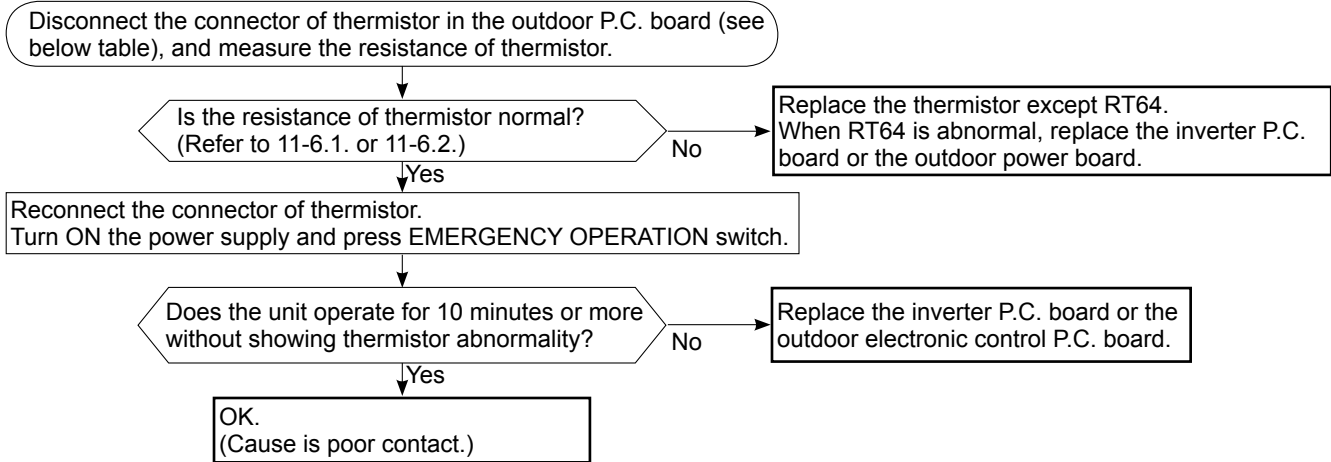 Disconnect the connector of thermistor in the outdoor P.C. board (see
below table), and measure the resistance of thermistor.
Is the resistance of thermistor normal?
(Refer to 11-6.1. or 11-6.2.)
No
Replace the thermistor except RT64.
When RT64 is abnormal, replace the inverter P.C.
board or the outdoor power board.
Yes
Reconnect the connector of thermistor.
Turn ON the power supply and press EMERGENCY OPERATION switch.
Does the unit operate for 10 minutes or more
without showing thermistor abnormality?
No
Replace the inverter P.C. board or the
outdoor electronic control P.C. board.
Yes
OK.
(Cause is poor contact.)